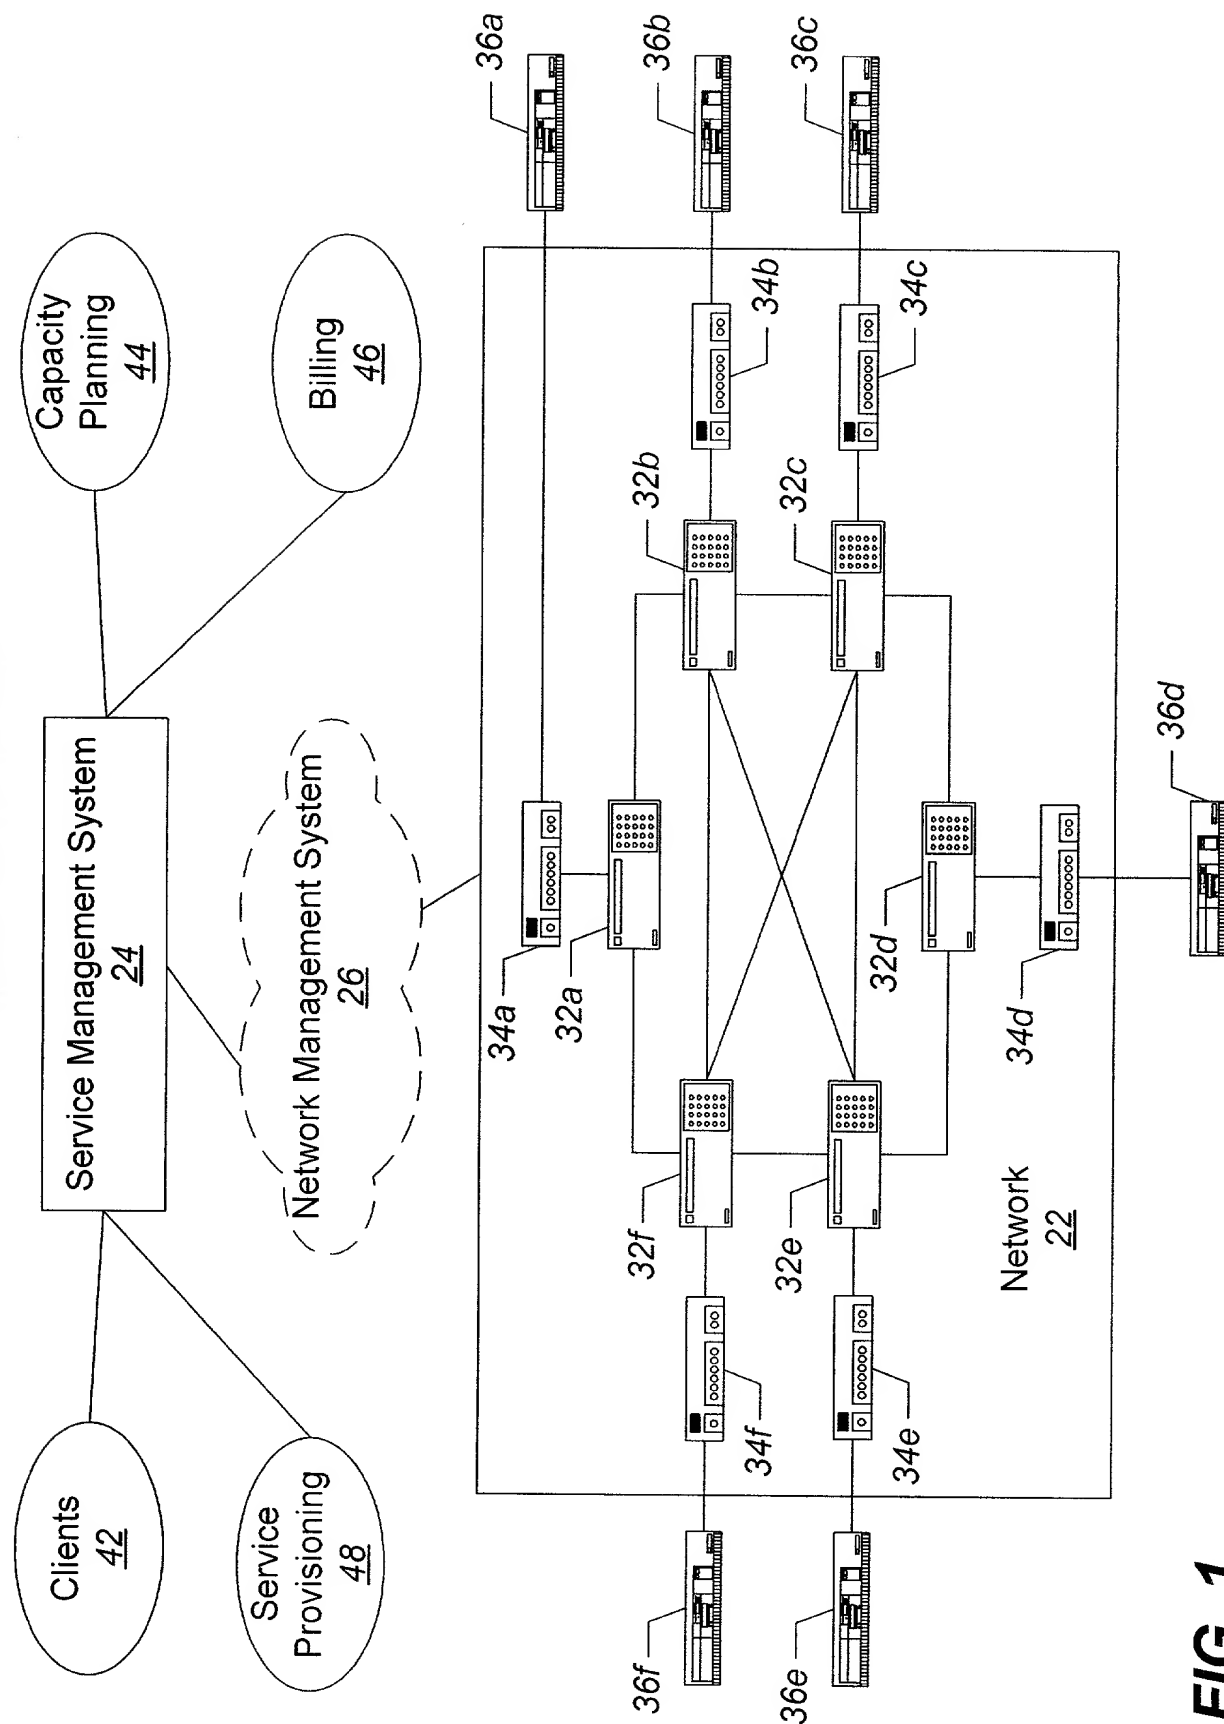 Clients
42
Service
Provisioning
48
Service Management System
24
Capacity
Planning
44
Billing
46
Network Management System
26
36a
36b
36c
34a
32a
34b
34c
32b
32c
32d
34d
36d
32f
32e
34f
34e
36f
36e
Network
22
FIG. 1